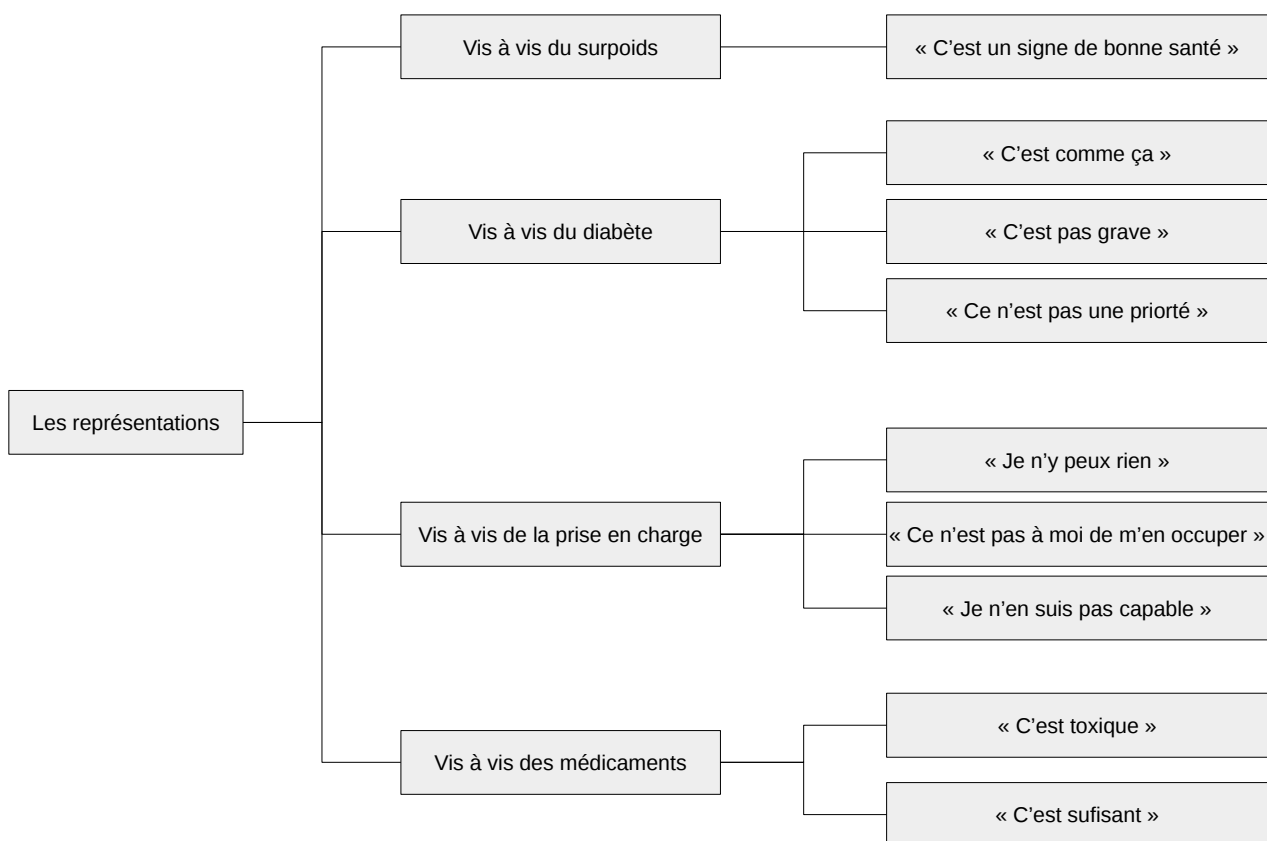 Les représentations
Vis à vis du surpoids
« C’est un signe de bonne santé »
Vis à vis du diabète
« C’est comme ça »
« C’est pas grave »
« Ce n’est pas une priorté »
Vis à vis de la prise en charge
« Je n’y peux rien »
« Ce n’est pas à moi de m’en occuper »
« Je n’en suis pas capable »
Vis à vis des médicaments
« C’est toxique »
« C’est sufisant »